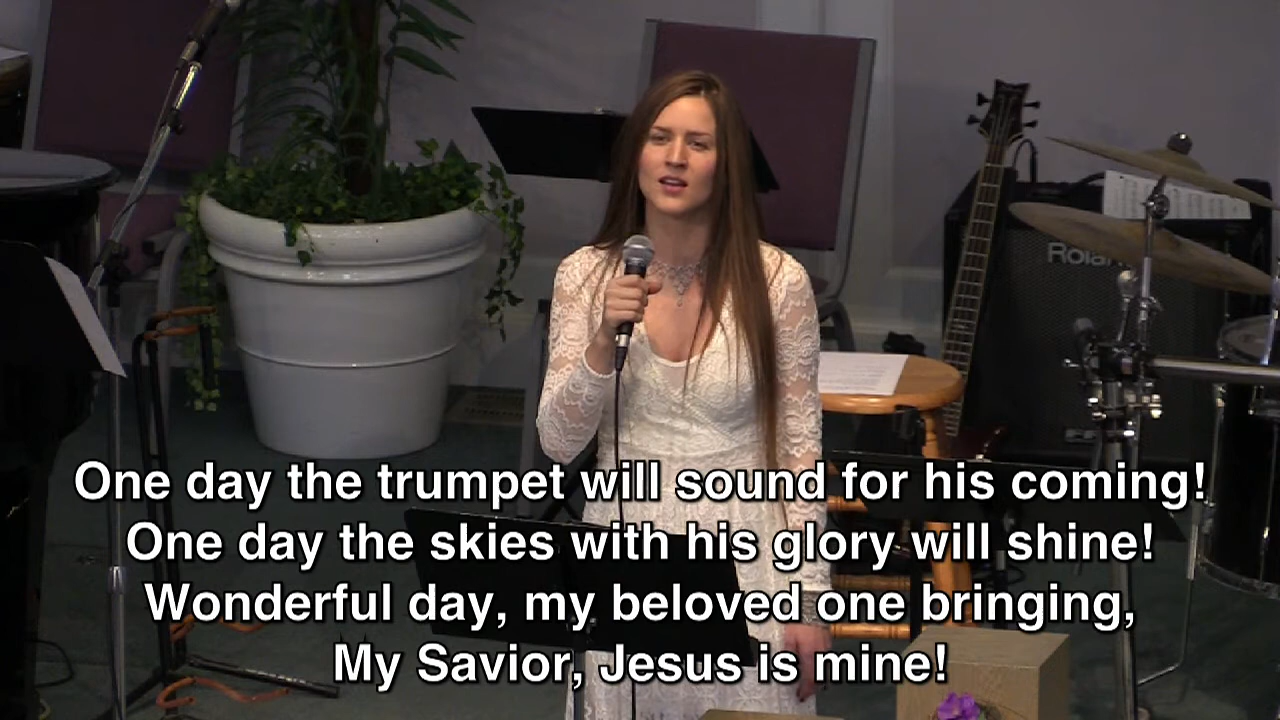 Roland
One day the trumpet will sound for his coming!
One day the skies with his glory will shine!
Wonderful day, my beloved one bringing,
My Savior, Jesus is mine!